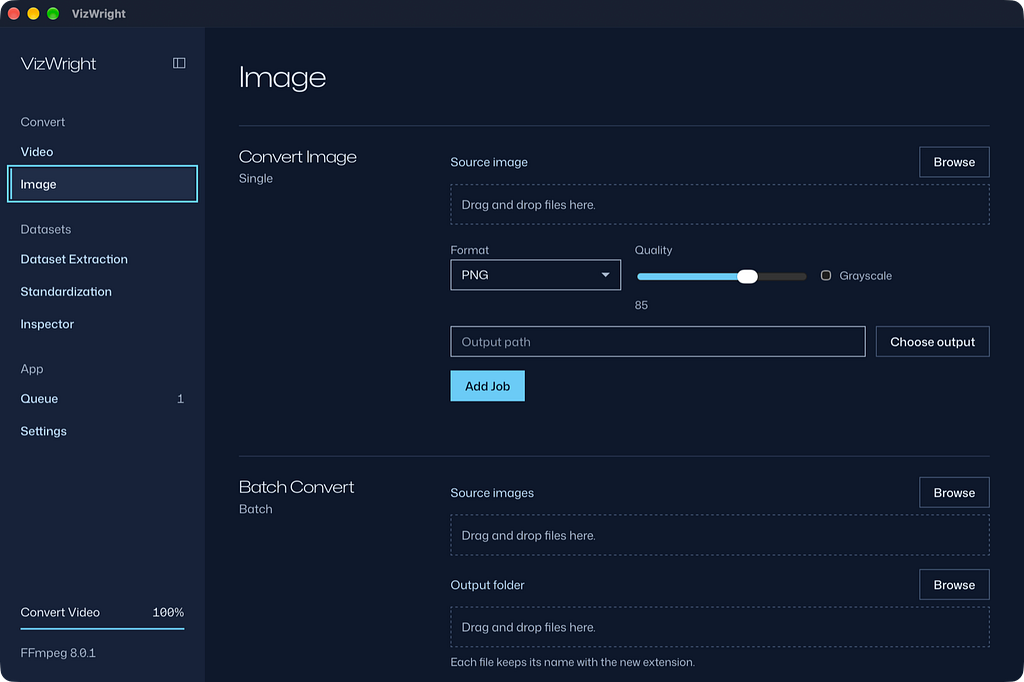 VizWright
VizWright
Convert
Video
Image
Datasets
Dataset Extraction
Standardization
Inspector
App
Queue 1
Settings
Convert Video 100%
FFmpeg 8.0.1
Image
Convert Image
Single
Source image
Browse
Drag and drop files here.
Format
Quality
PNG
Grayscale
85
Output path
Choose output
Add Job
Batch Convert
Batch
Source images
Browse
Drag and drop files here.
Output folder
Browse
Drag and drop files here.
Each file keeps its name with the new extension.